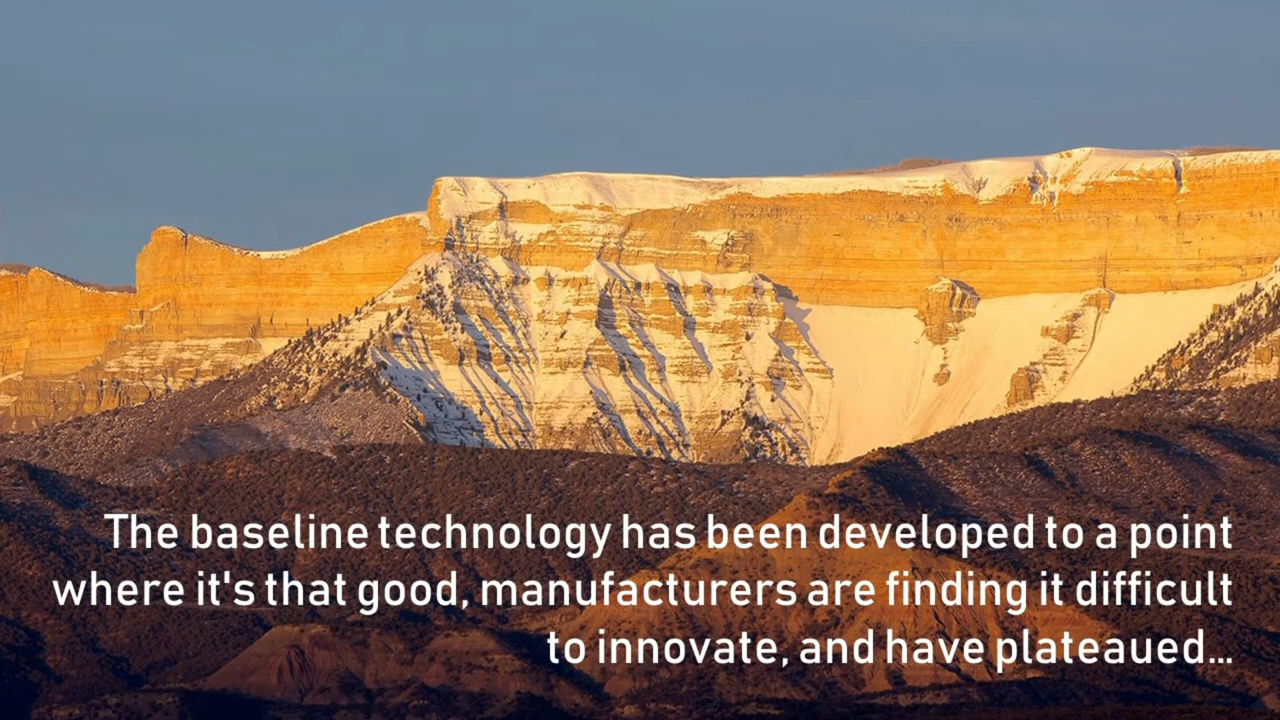 The baseline technology has been developed to a point
where it's that good, manufacturers are finding it difficult
to innovate, and have plateaued...